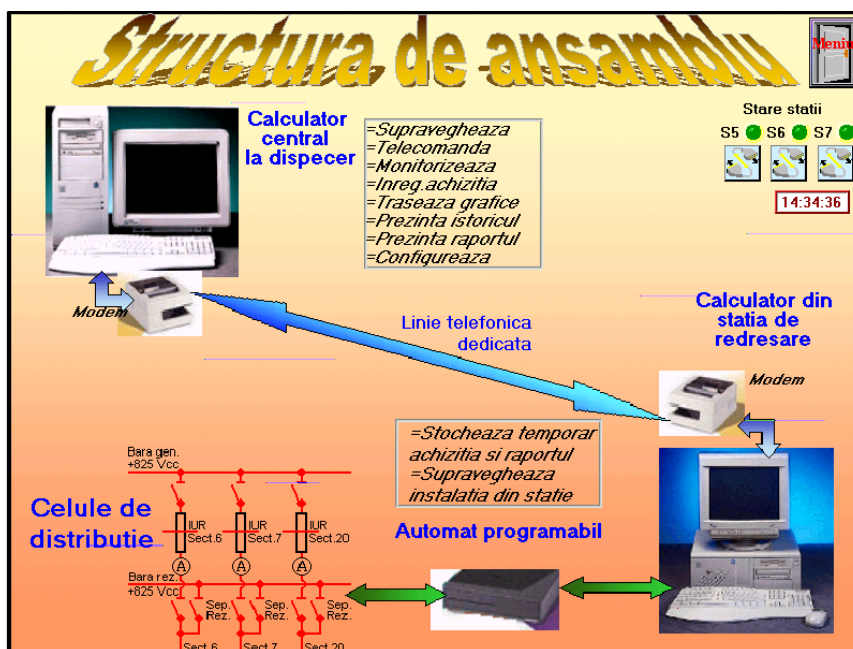 Structura de ansamblu
Meniu
Calculator
central
la dispecer
=Supravegheaza
=Telecomanda
=Monitorizeaza
=Inreg.achizitia
=Traseaza grafice
=Prezinta istoricul
=Prezinta raportul
=Configureaza
Stare statii
S5 S6 S7
14:34:36
Modem
Linie telefonica
dedicata
Calculator din
statia de
redresare
Modem
=Stocheaza temporar
achizitia si raportul
=Supravegheaza
instalatia din statie
Bara gen.
+825 Vcc
Celule de
distributie
IUR IUR IUR
Sect.6 Sect.7 Sect.20
A A A
Automat programabil
Bara rez.
+825 Vcc
Sep. Sep. Sep.
Rez. Rez. Rez.
Sect.6 Sect.7 Sect.20